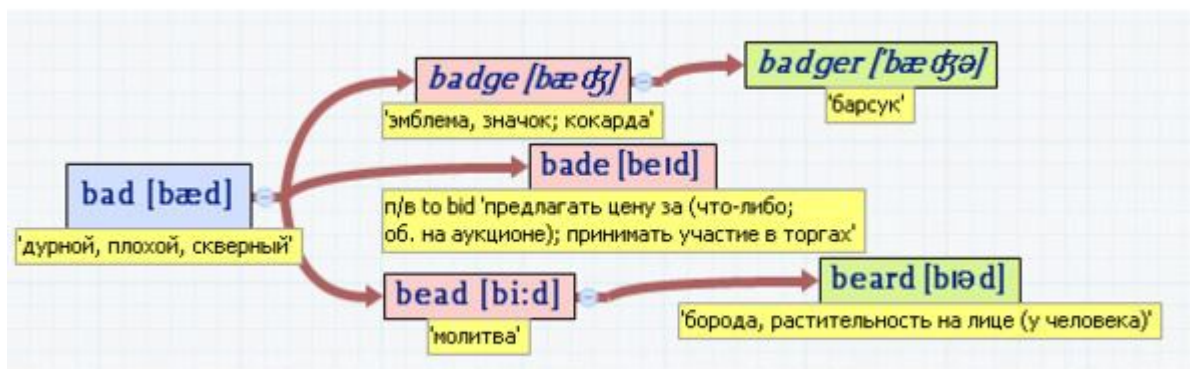 badge [bæʤ]
'эмблема, значок; кокарда'
badger ['bæʤə]
'барсук'
bad [bæd]
'дурной, плохой, скверный'
bade [beɪd]
п/в to bid 'предлагать цену за (что-либо;
об. на аукционе); принимать участие в торгах'
bead [bi:d]
'молитва'
beard [bɪəd]
'борода, растительность на лице (у человека)'